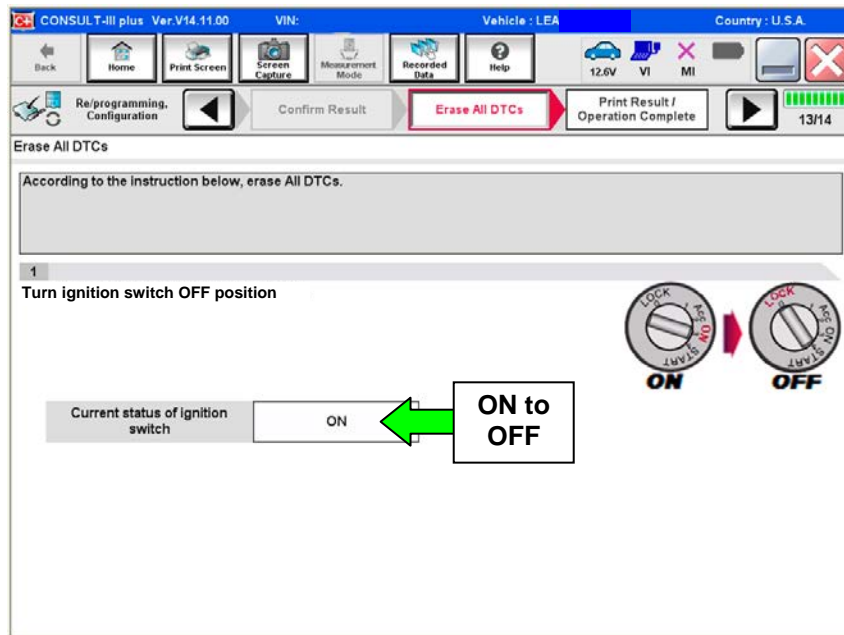 CONSULT-III plus Ver.V14.11.00 VIN: Vehicle : LEA Country : U.S.A.
Back Home Print Screen Screen Capture Measurement Mode Recorded Data Help 12.6V VI MI
Re/programming, Configuration Confirm Result Erase All DTCs Print Result / Operation Complete 13/14
Erase All DTCs
According to the instruction below, erase All DTCs.
1
Turn ignition switch OFF position
LOCK Acc ON START LOCK Acc ON START
ON OFF
Current status of ignition switch ON
ON to
OFF